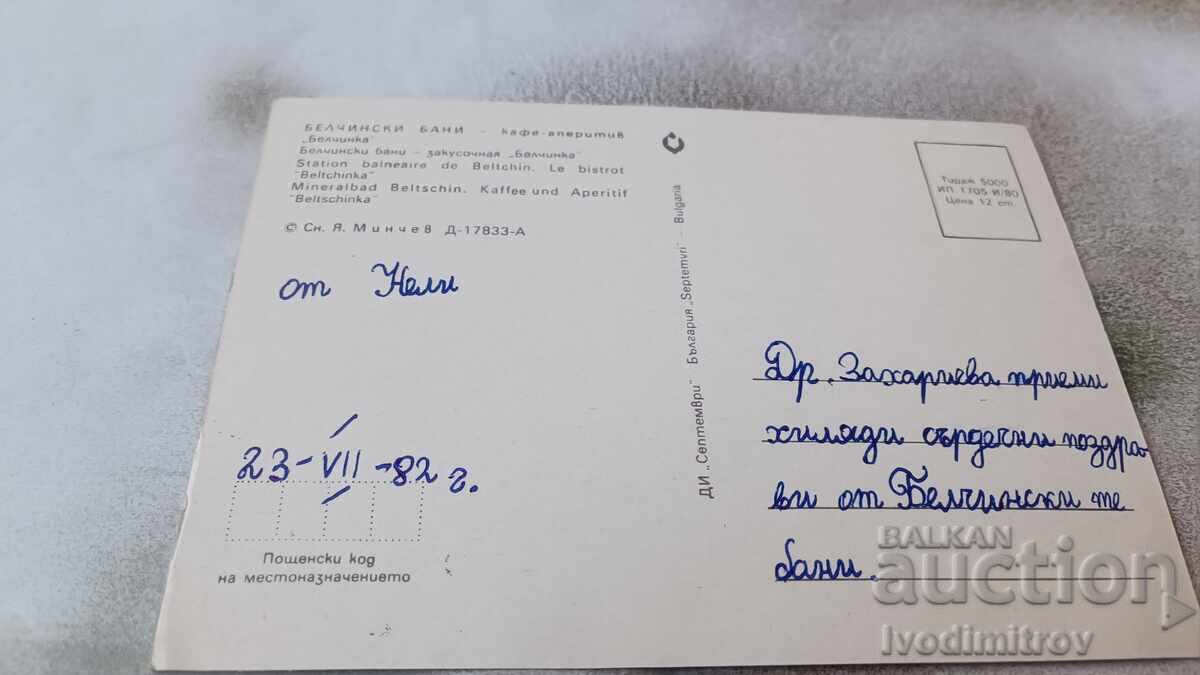 БЕЛЧИНСКИ БАНИ - кафе-аперитив
„Белчинка"
Белчински бани - закусочная „Белчинка"
Station balneaire de Beltchin. Le bistrot
"Beltchinka"
Mineralbad Beltschin. Kaffee und Aperitif
"Beltschinka"
© Сн. Я. Минчев Д-17833-А
от Нели
23-VII-82 г.
Пощенски код
на местоназначението
ДИ „Септември" България „Septemvri" - Bulgaria
Тираж 5000
ИП 1705-И/80
Цена 12 ст.
Др. Захариева приеми
хиляди сърдечни поздра-
ви от Белчински те
бани.
BALKAN
auction
Ivodimitrov